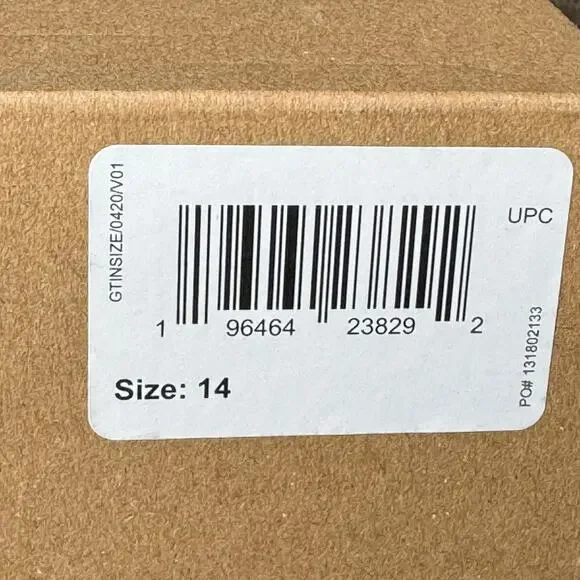 GTINSIZE/0420/V01
UPC
1 96464 23829 2
Size: 14
PO# 131802133